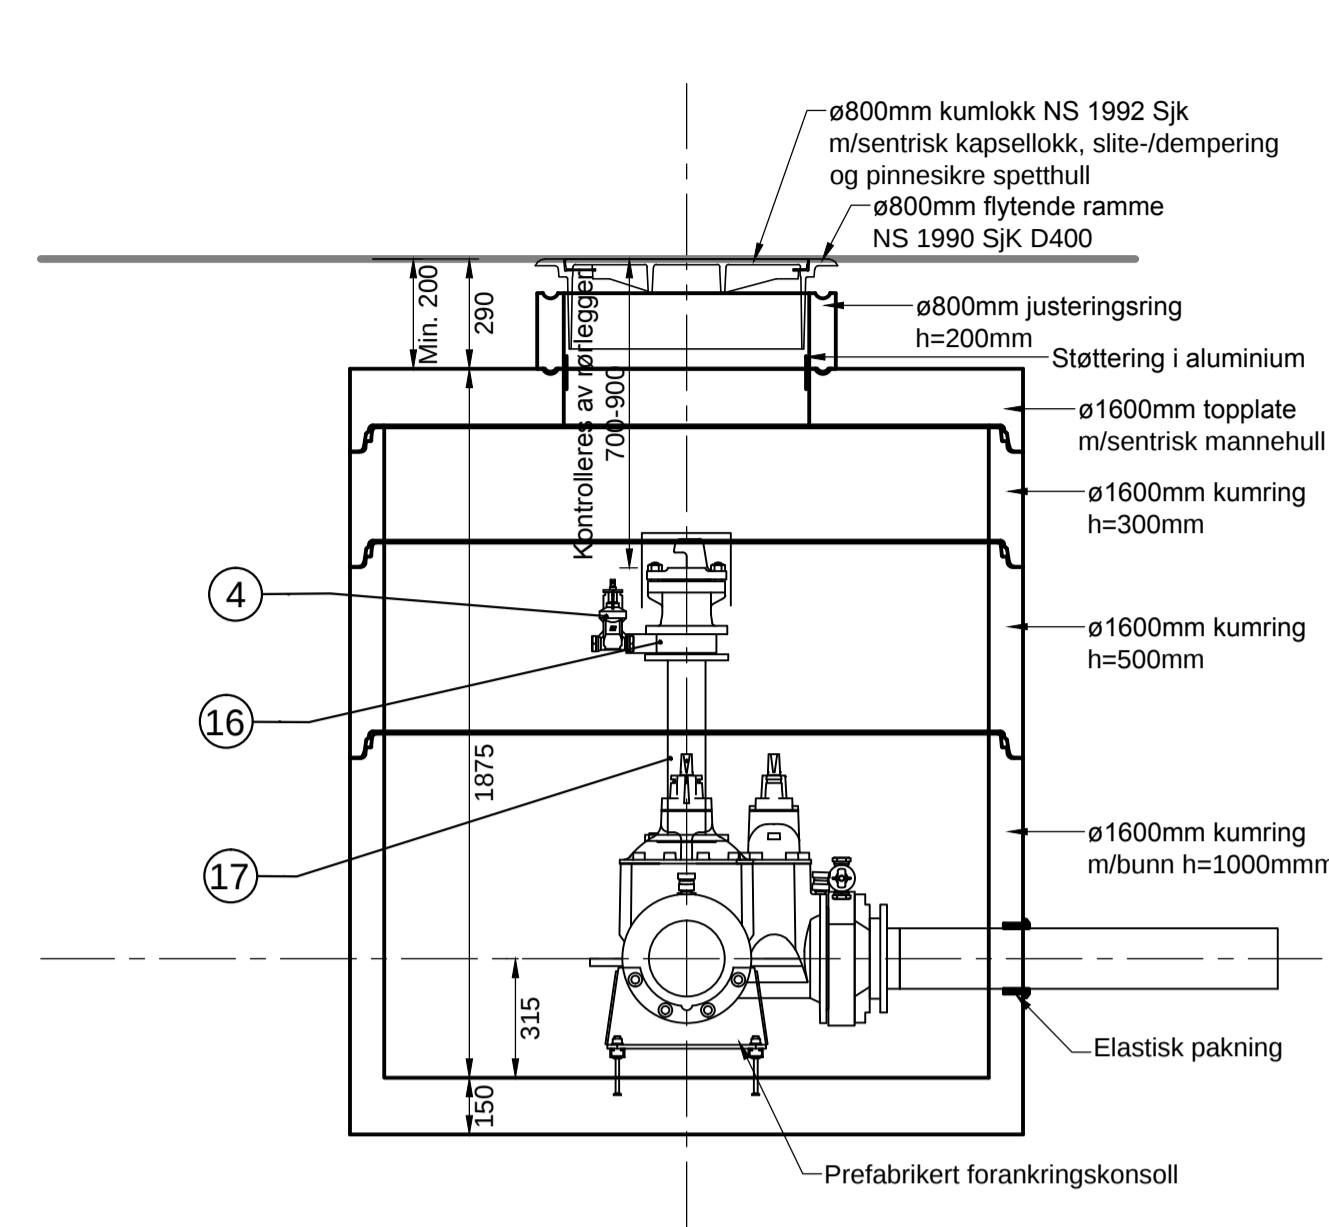 ø800mm kumlokk NS 1992 Sjk
m/sentrisk kapsellokk, slite-/dempering
og pinnesikre spetthull
ø800mm flytende ramme
NS 1990 SjK D400
Min. 200
290
Kontrolleres av rørleggen
700-900
ø800mm justeringsring
h=200mm
Støttering i aluminium
ø1600mm topplate
m/sentrisk mannehull
ø1600mm kumring
h=300mm
4
ø1600mm kumring
h=500mm
16
1875
17
ø1600mm kumring
m/bunn h=1000mmm
315
Elastisk pakning
150
Prefabrikert forankringskonsoll